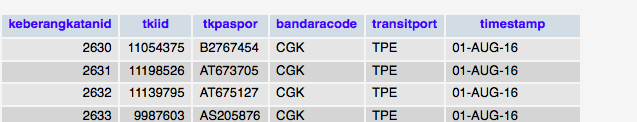 keberangkatanid tkiid tkpaspor bandaracode transitport timestamp
2630 11054375 B2767454 CGK TPE 01-AUG-16
2631 11198526 AT673705 CGK TPE 01-AUG-16
2632 11139795 AT675127 CGK TPE 01-AUG-16
2633 9987603 AS205876 CGK TPE 01-AUG-16